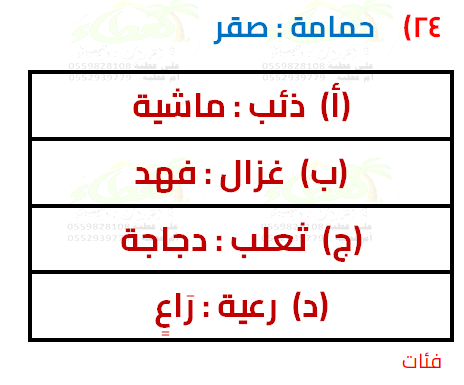 ٢٤) حمامة : صقر
(أ) ذئب : ماشية
(ب) غزال : فهد
(ج) ثعلب : دجاجة
(د) رعية : رَاعٍ
فئات